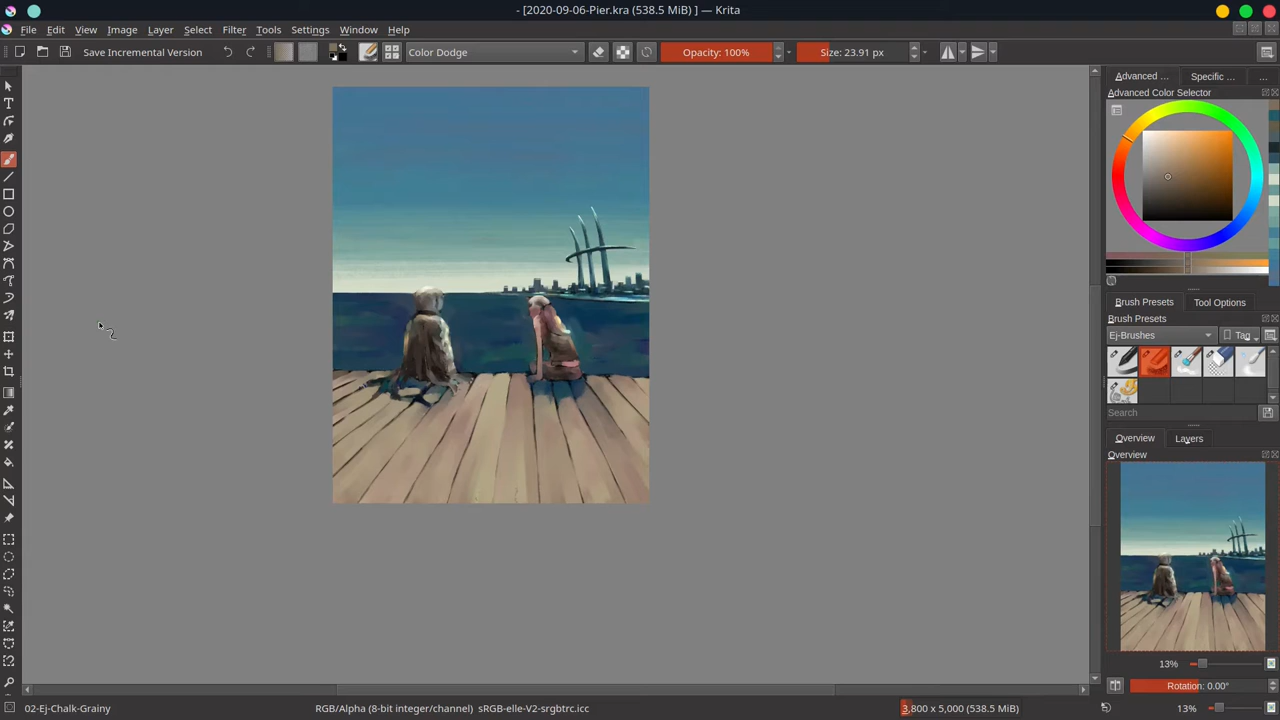 - [2020-09-06-Pier.kra (538.5 MiB) ] — Krita
File Edit View Image Layer Select Filter Tools Settings Window Help
Save Incremental Version Color Dodge Opacity: 100% Size: 23.91 px
Advanced ... Specific ... ...
Advanced Color Selector
Brush Presets Tool Options
Brush Presets
Ej-Brushes Tag
Search
Overview Layers
Overview
13%
Rotation: 0.00°
02-Ej-Chalk-Grainy RGB/Alpha (8-bit integer/channel) sRGB-elle-V2-srgbtrc.icc 3,800 x 5,000 (538.5 MiB) 13%